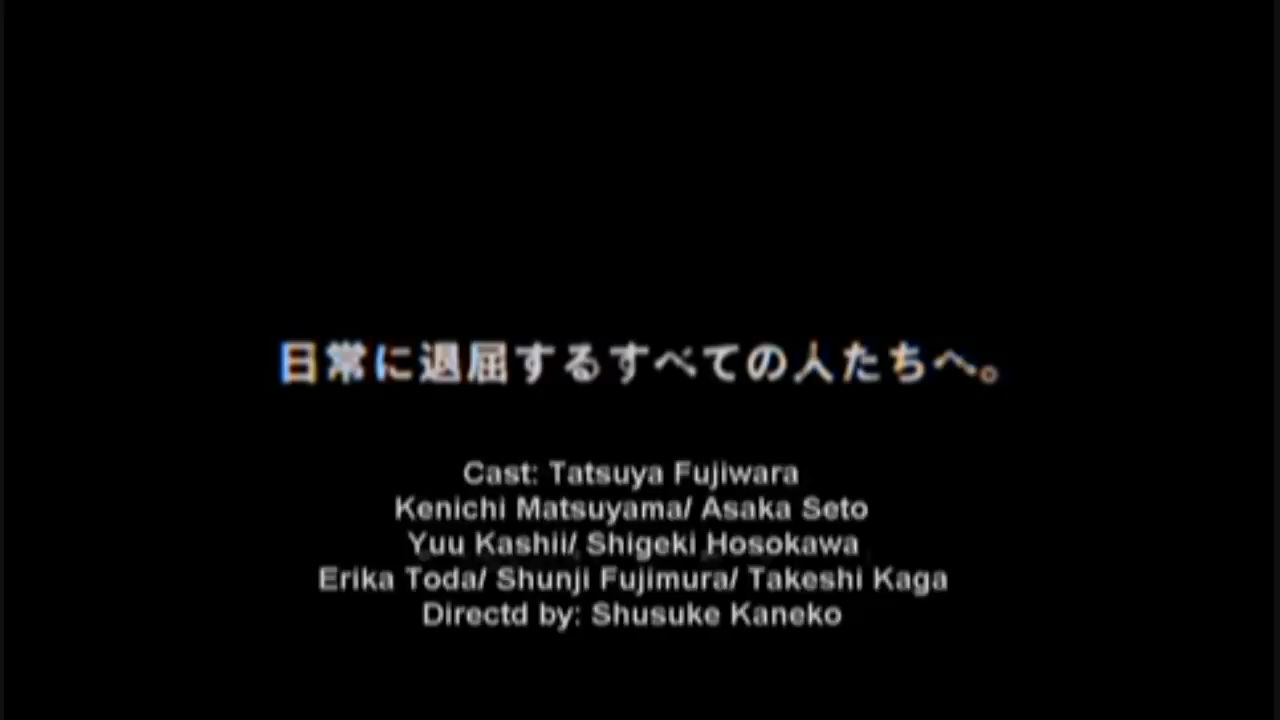 日常に退屈するすべての人たちへ。
Cast: Tatsuya Fujiwara
Kenichi Matsuyama/ Asaka Seto
Yuu Kashii/ Shigeki Hosokawa
Erika Toda/ Shunji Fujimura/ Takeshi Kaga
Directd by: Shusuke Kaneko